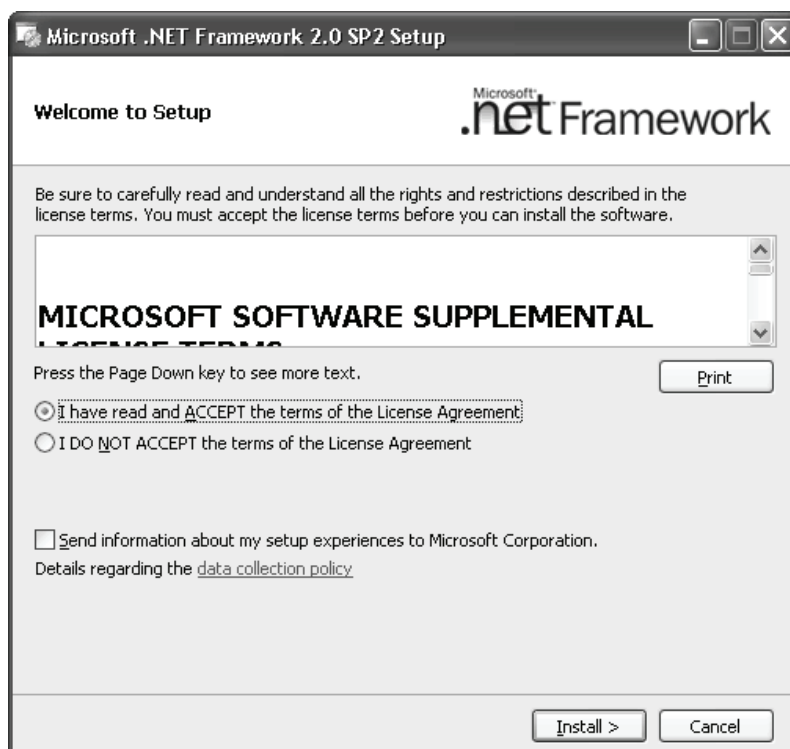 Microsoft .NET Framework 2.0 SP2 Setup
Welcome to Setup
Microsoft
.net Framework
Be sure to carefully read and understand all the rights and restrictions described in the
license terms. You must accept the license terms before you can install the software.
MICROSOFT SOFTWARE SUPPLEMENTAL
LICENSE TERMS
Press the Page Down key to see more text.
Print
I have read and ACCEPT the terms of the License Agreement
I DO NOT ACCEPT the terms of the License Agreement
Send information about my setup experiences to Microsoft Corporation.
Details regarding the data collection policy
Install >
Cancel